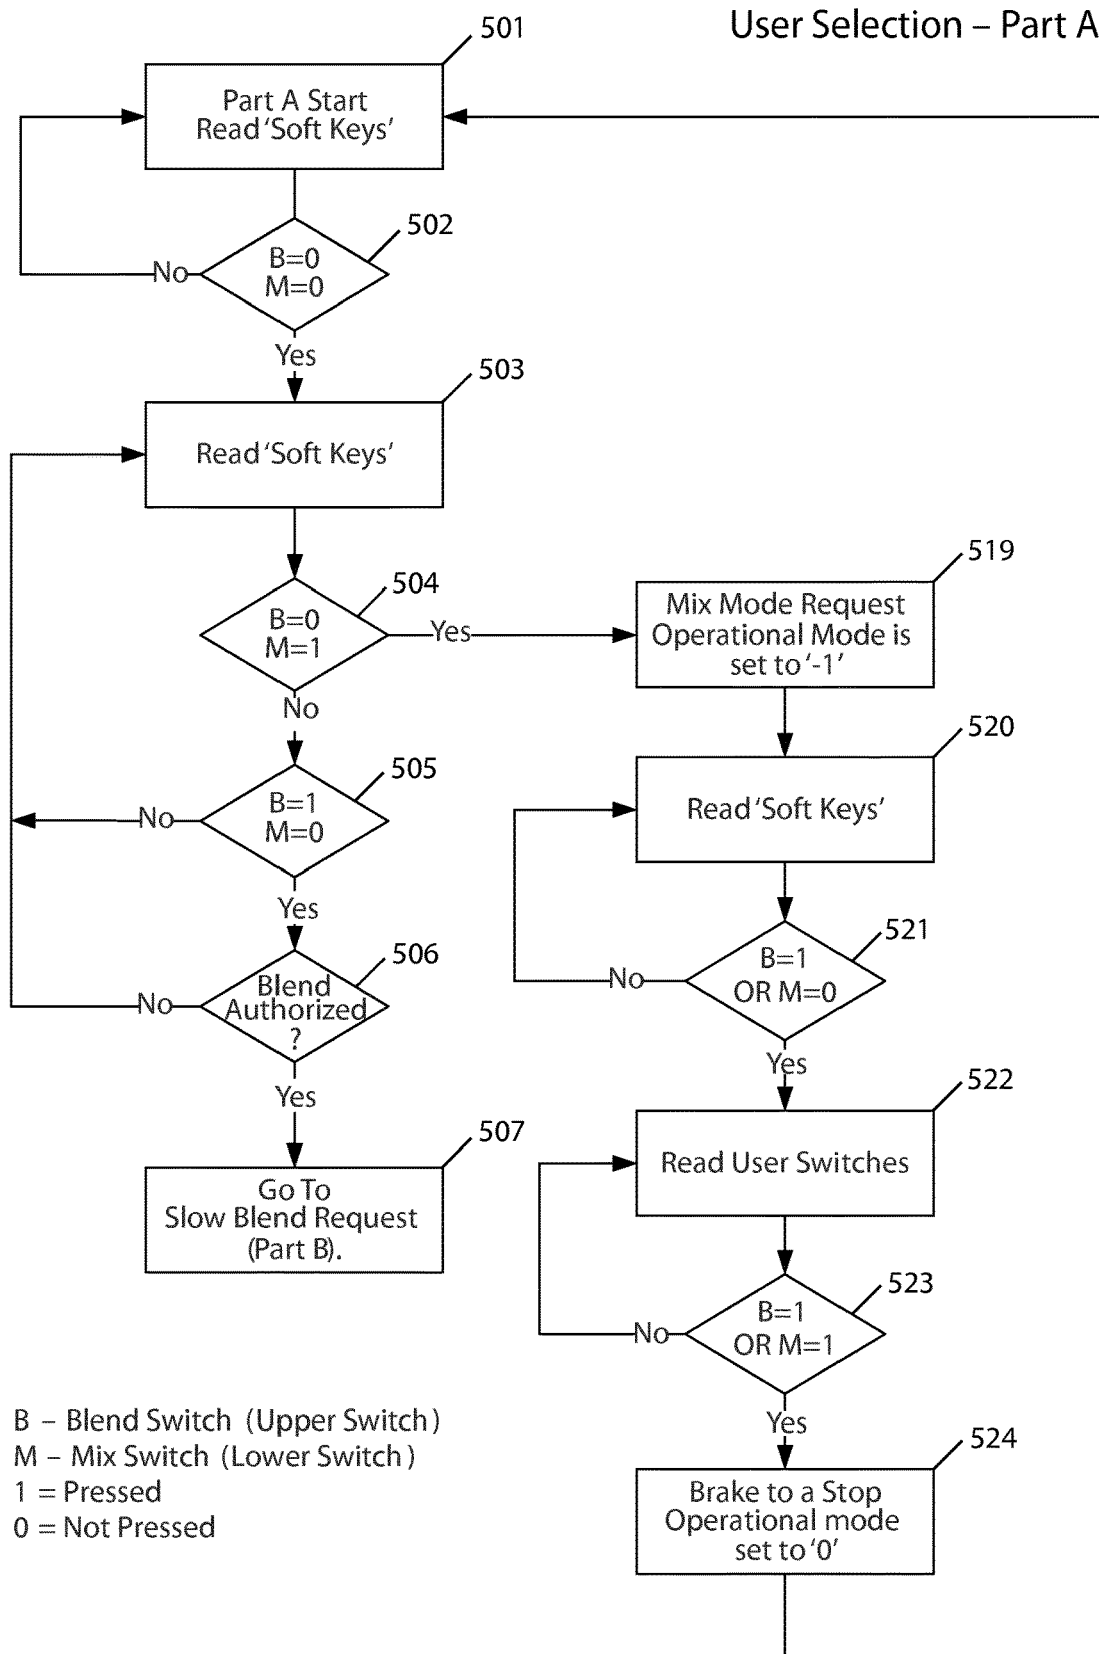 User Selection – Part A
501
Part A Start
Read 'Soft Keys'
502
B=0
M=0
No
Yes
503
Read 'Soft Keys'
504
B=0
M=1
Yes
No
505
B=1
M=0
No
Yes
506
Blend
Authorized
?
No
Yes
507
Go To
Slow Blend Request
(Part B).
519
Mix Mode Request
Operational Mode is
set to '-1'
520
Read 'Soft Keys'
521
B=1
OR M=0
No
Yes
522
Read User Switches
523
B=1
OR M=1
No
Yes
524
Brake to a Stop
Operational mode
set to '0'
B – Blend Switch (Upper Switch)
M – Mix Switch (Lower Switch)
1 = Pressed
0 = Not Pressed